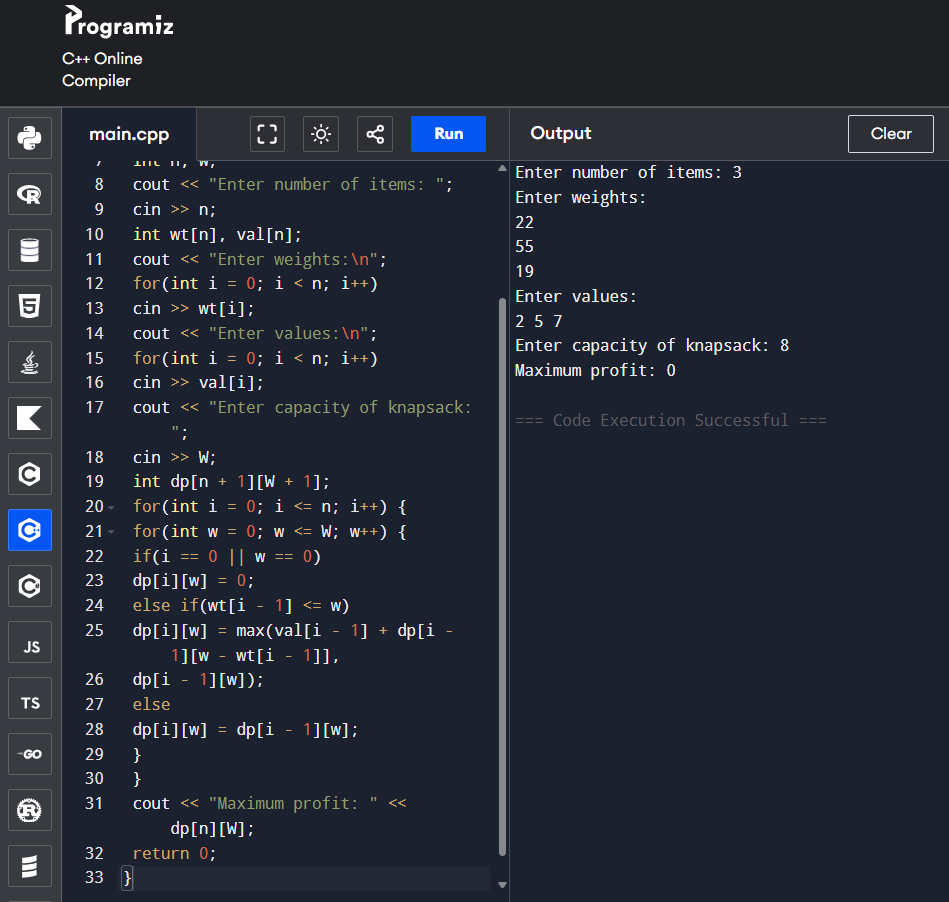 Programiz
C++ Online
Compiler
main.cpp
Run
Output
Clear
7 int n, W;
8 cout << "Enter number of items: ";
9 cin >> n;
10 int wt[n], val[n];
11 cout << "Enter weights:\n";
12 for(int i = 0; i < n; i++)
13 cin >> wt[i];
14 cout << "Enter values:\n";
15 for(int i = 0; i < n; i++)
16 cin >> val[i];
17 cout << "Enter capacity of knapsack:
";
18 cin >> W;
19 int dp[n + 1][W + 1];
20 for(int i = 0; i <= n; i++) {
21 for(int w = 0; w <= W; w++) {
22 if(i == 0 || w == 0)
23 dp[i][w] = 0;
24 else if(wt[i - 1] <= w)
25 dp[i][w] = max(val[i - 1] + dp[i -
1][w - wt[i - 1]],
26 dp[i - 1][w]);
27 else
28 dp[i][w] = dp[i - 1][w];
29 }
30 }
31 cout << "Maximum profit: " <<
dp[n][W];
32 return 0;
33 }
Enter number of items: 3
Enter weights:
22
55
19
Enter values:
2 5 7
Enter capacity of knapsack: 8
Maximum profit: 0
=== Code Execution Successful ===
R
5
C
C
JS
TS
GO
R